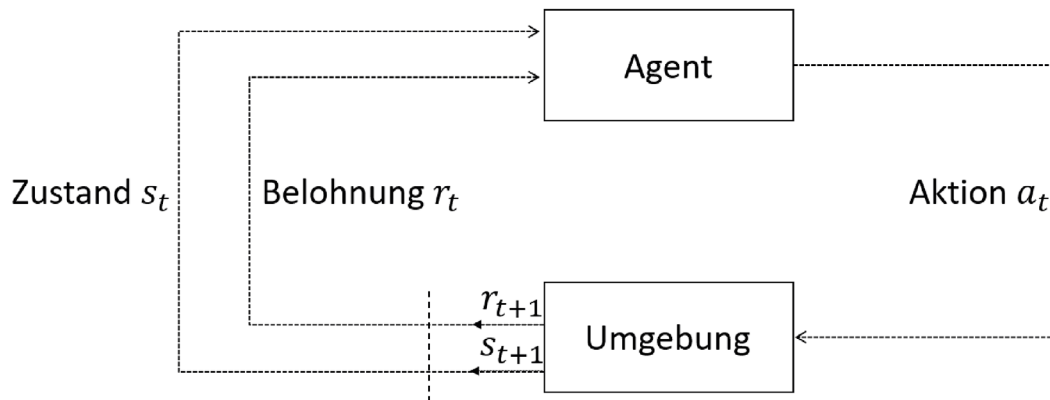 Agent
Zustand s_t
Belohnung r_t
Aktion a_t
r_{t+1}
s_{t+1}
Umgebung